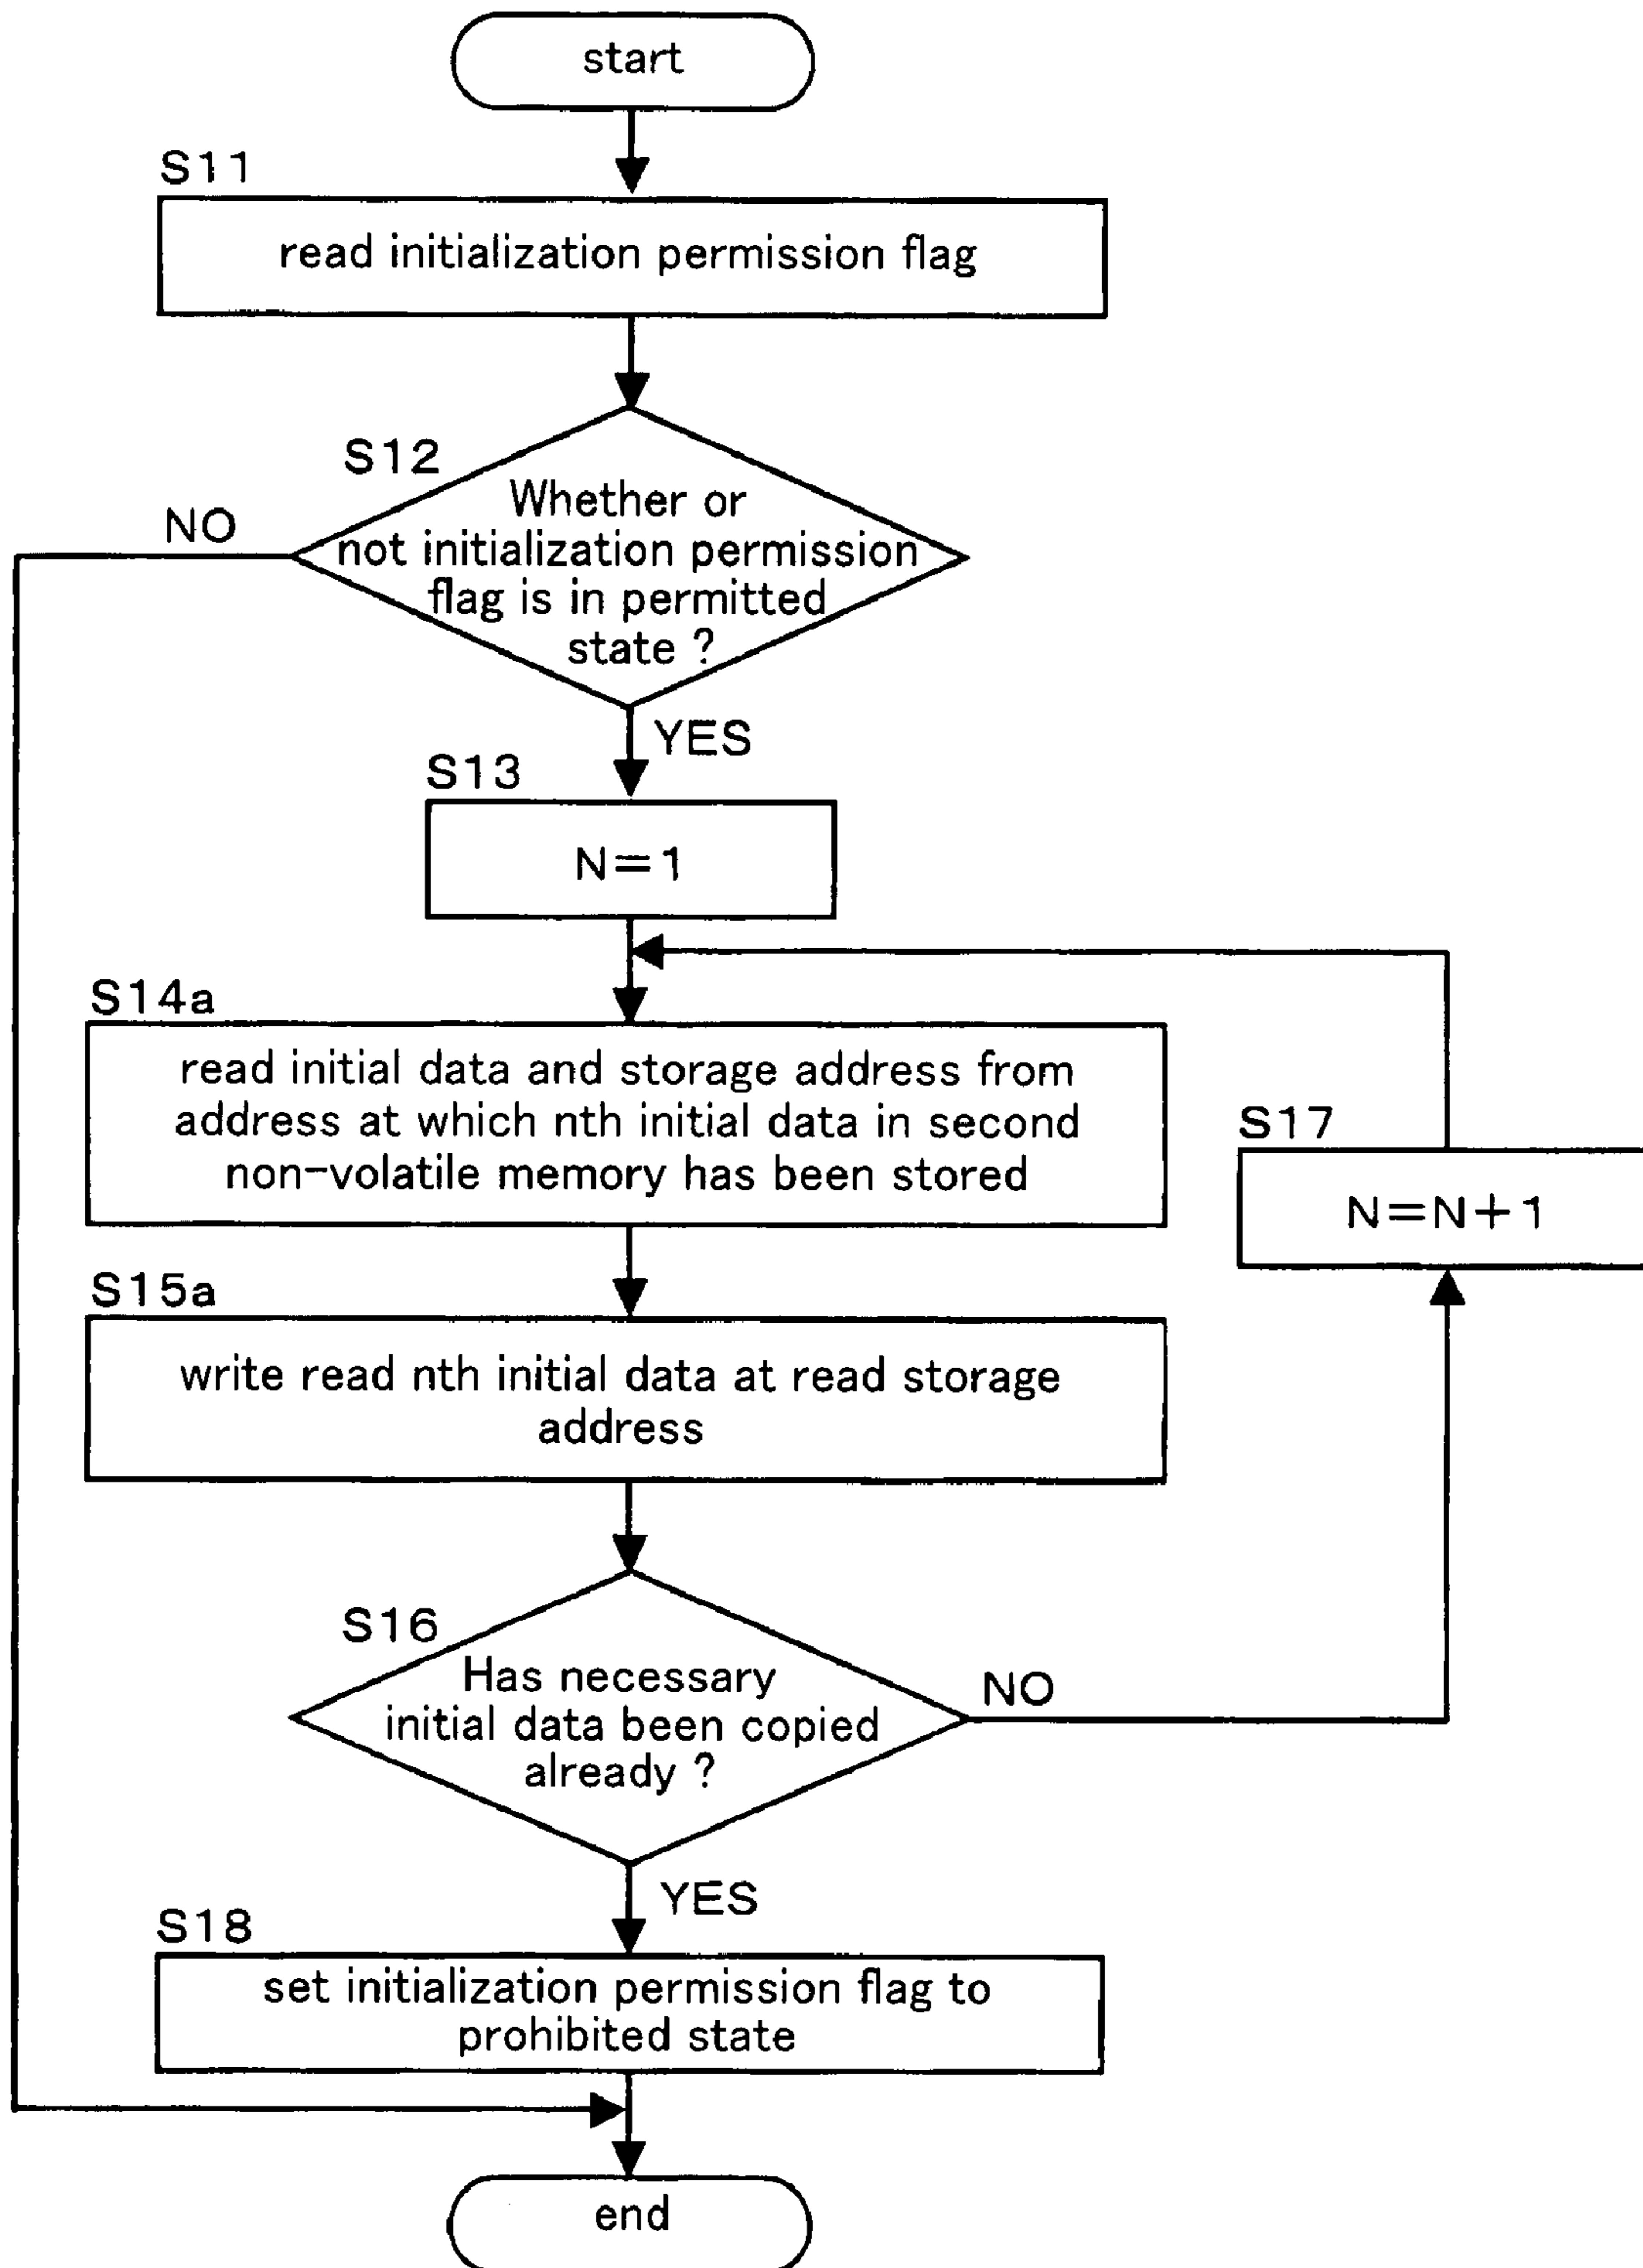 start
S11
read initialization permission flag
S12
NO
Whether or
not initialization permission
flag is in permitted
state ?
YES
S13
N=1
S14a
read initial data and storage address from
address at which nth initial data in second
non-volatile memory has been stored
S17
N=N+1
S15a
write read nth initial data at read storage
address
S16
Has necessary
initial data been copied
already ?
NO
YES
S18
set initialization permission flag to
prohibited state
end